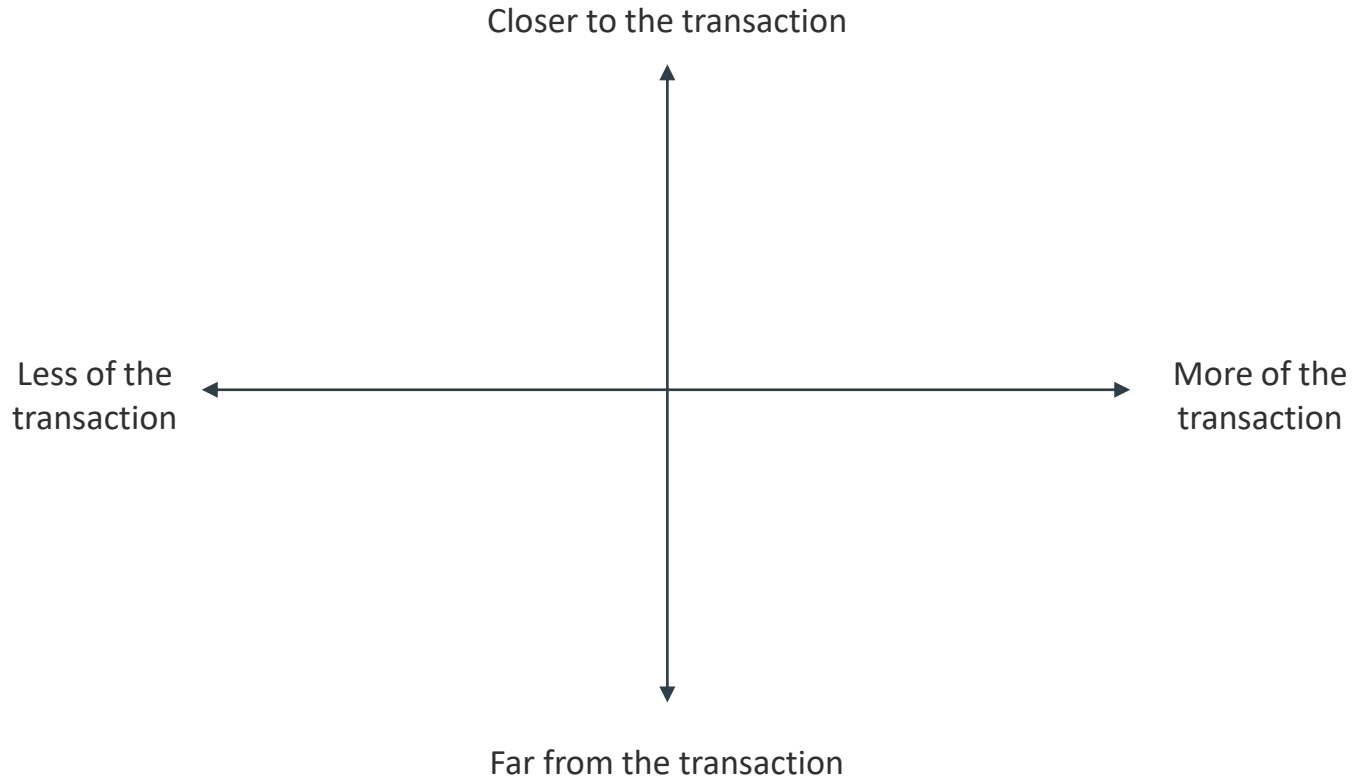 Closer to the transaction
Less of the
transaction
More of the
transaction
Far from the transaction